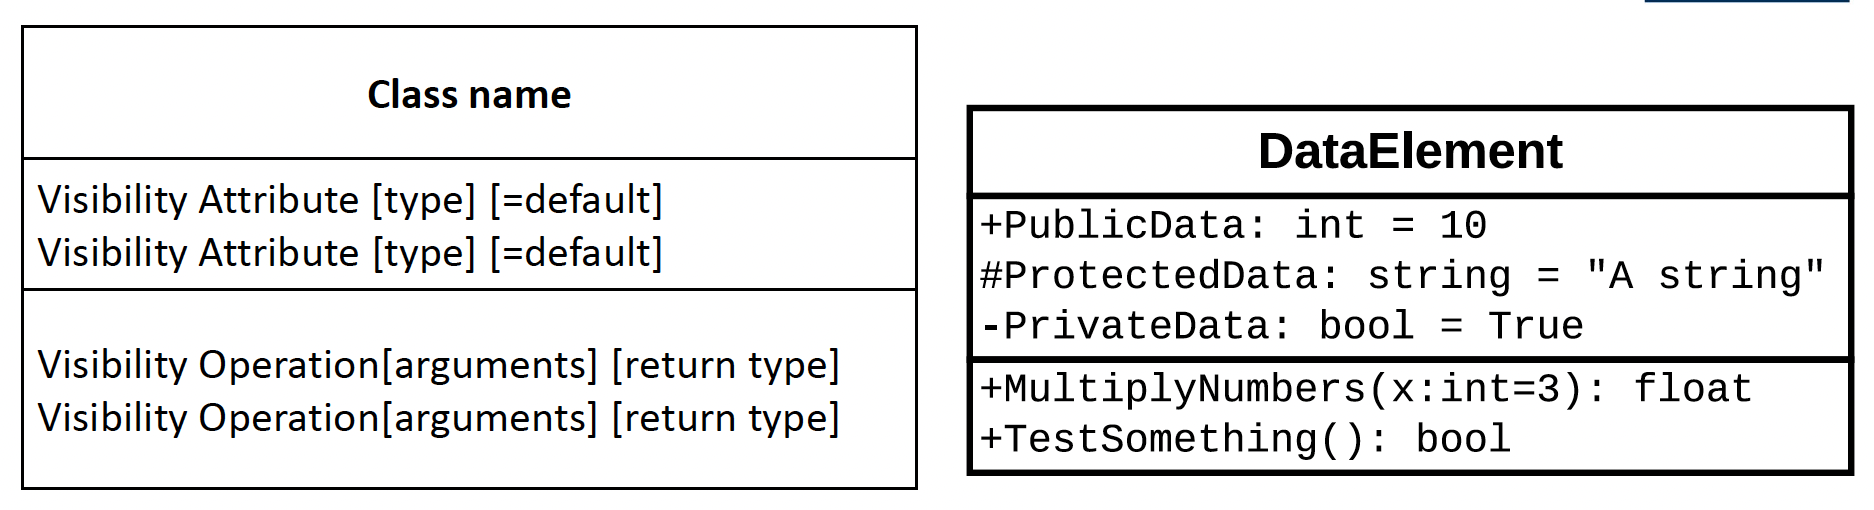 Class name
Visibility Attribute [type] [=default]
Visibility Attribute [type] [=default]
Visibility Operation[arguments] [return type]
Visibility Operation[arguments] [return type]
DataElement
+PublicData: int = 10
#ProtectedData: string = "A string"
-PrivateData: bool = True
+MultiplyNumbers(x:int=3): float
+TestSomething(): bool